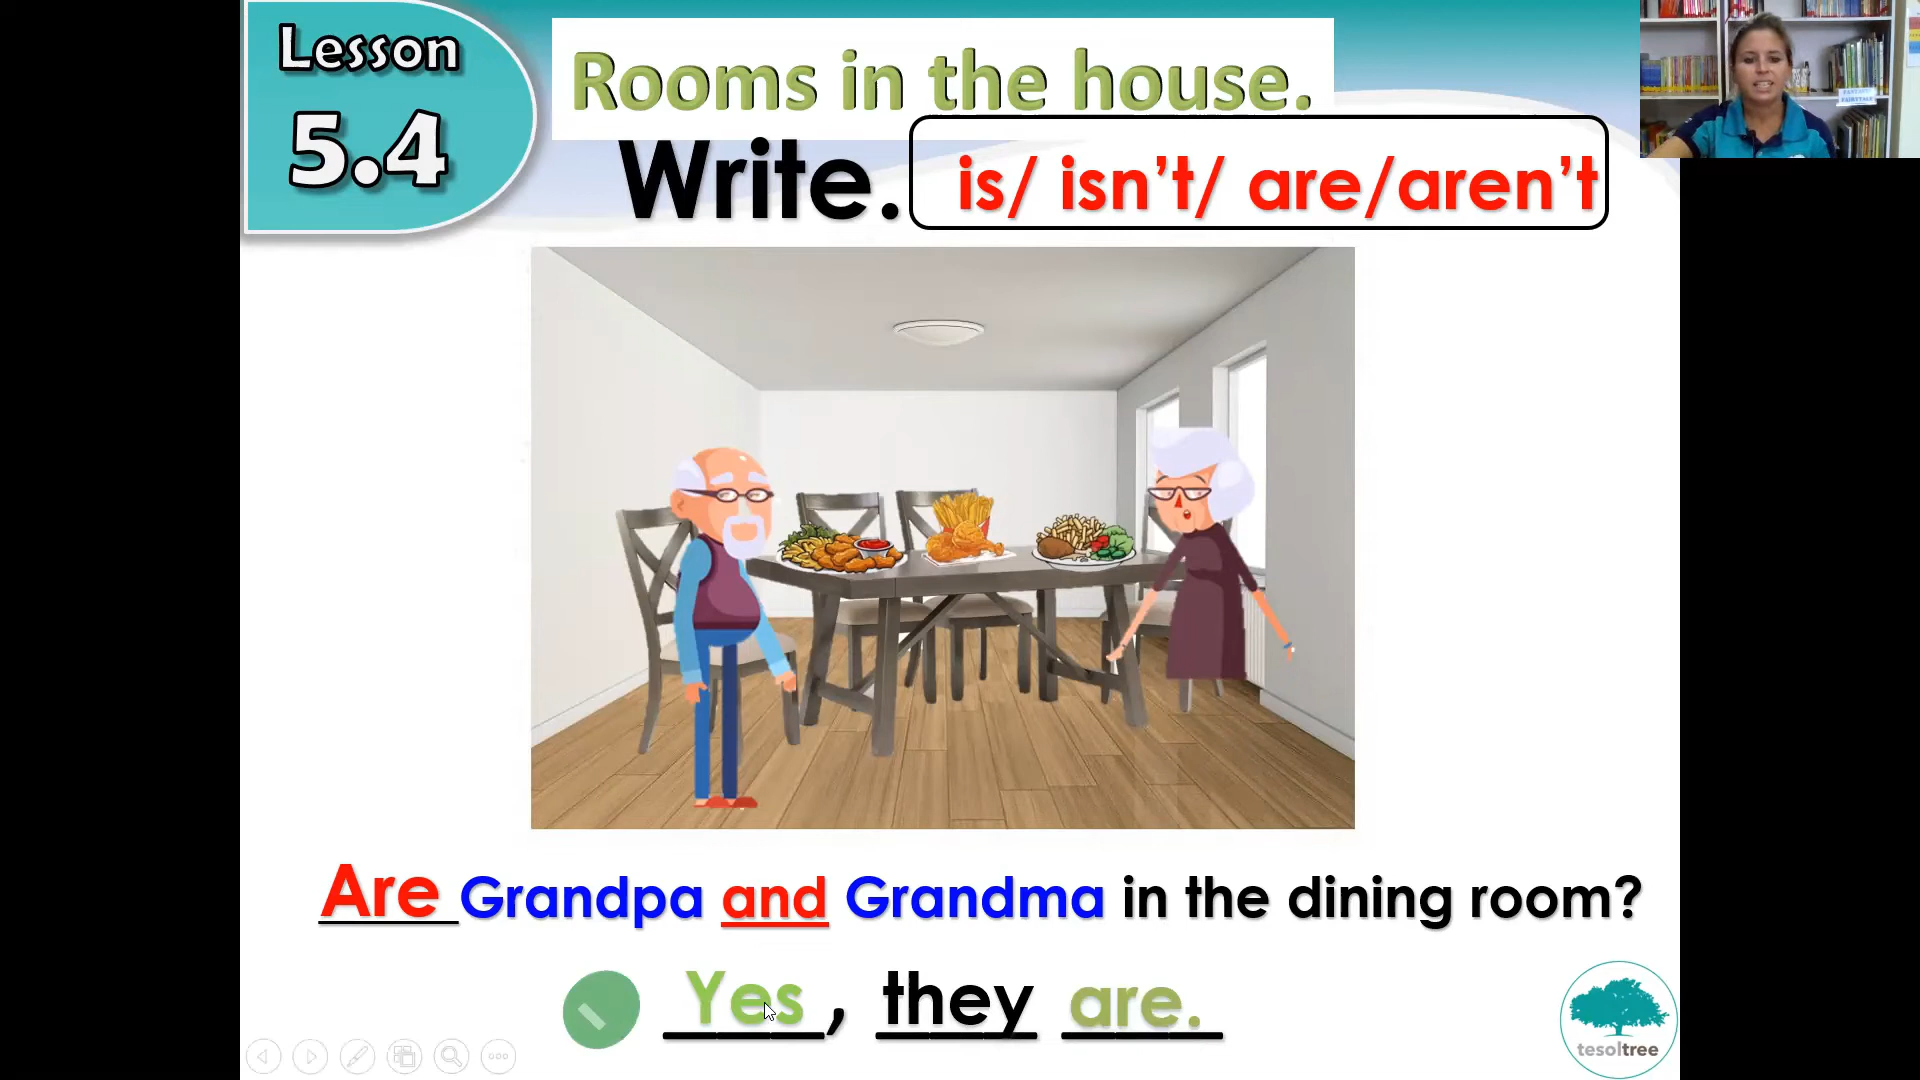 Lesson
5.4
Rooms in the house.
Write. is/ isn't/ are/aren't
Are Grandpa and Grandma in the dining room?
Yes, they are.
tesoltree